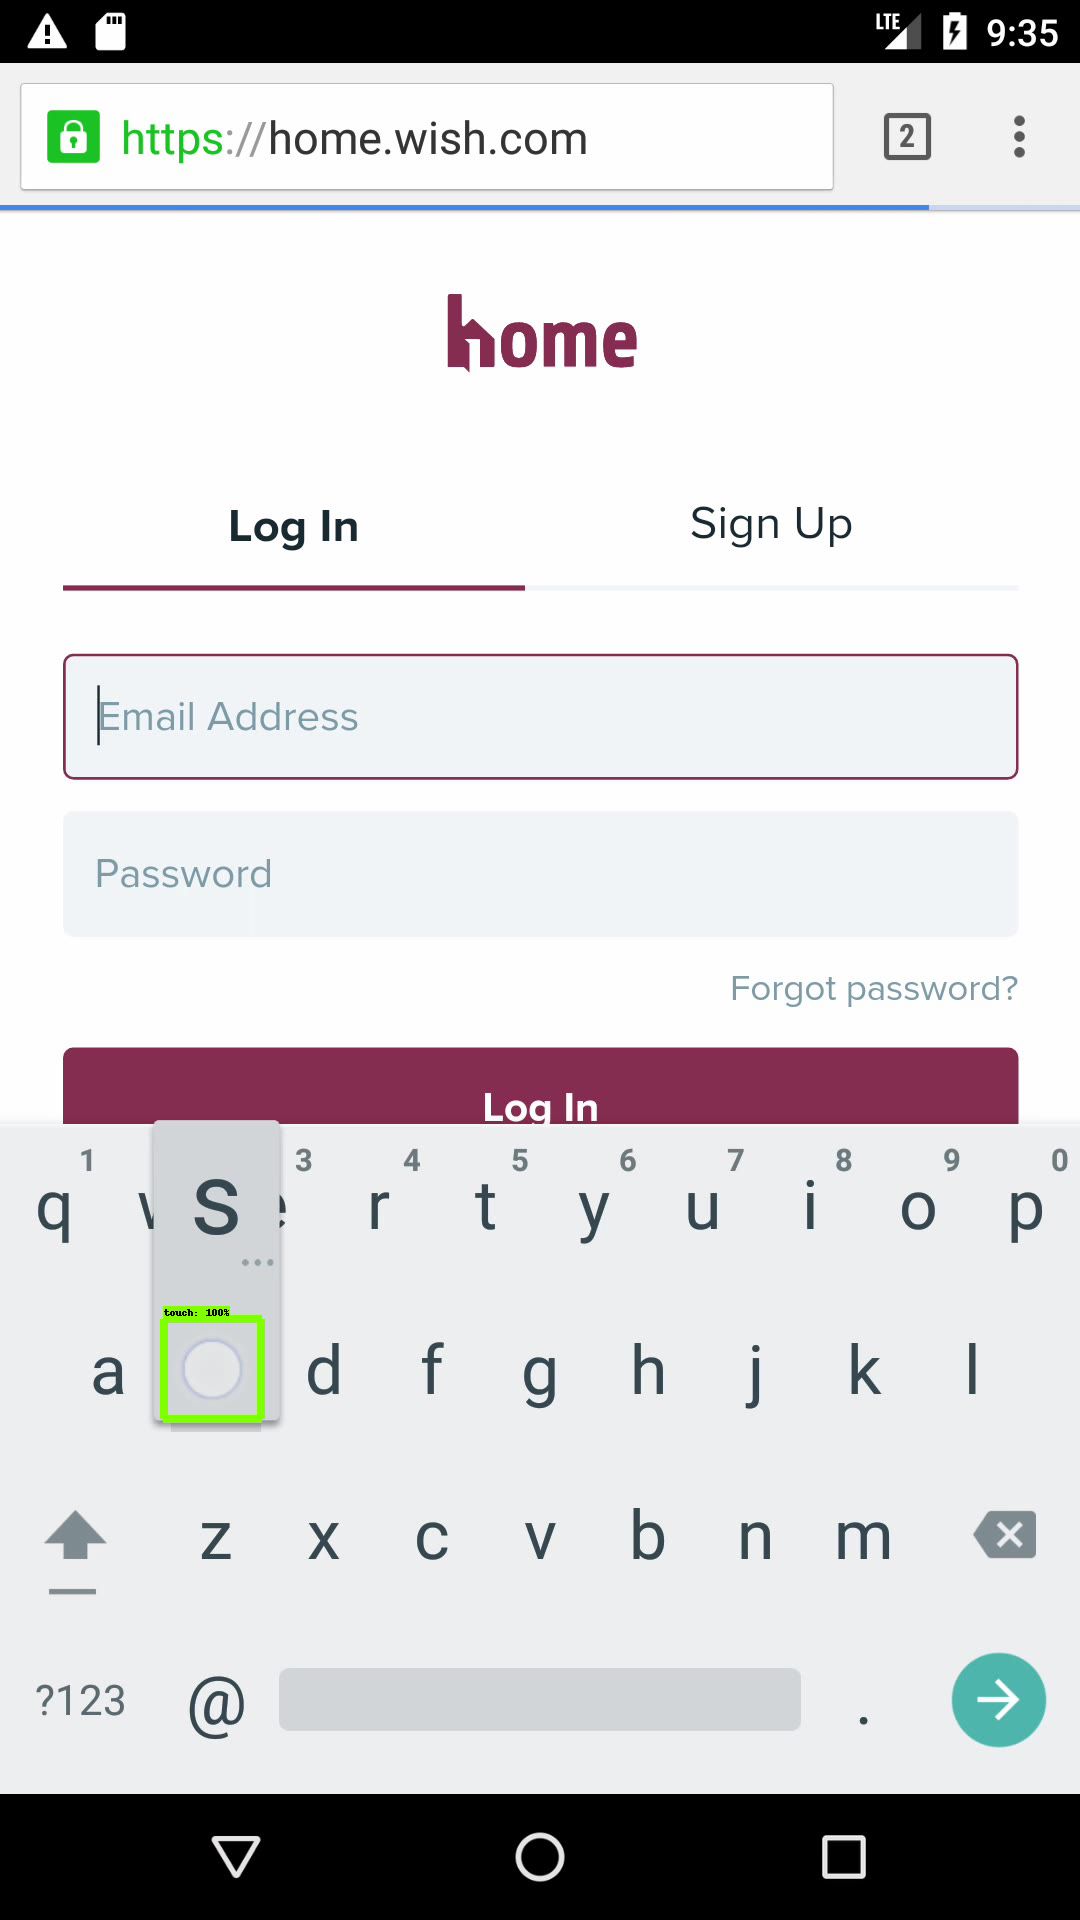 LTE 9:35
https://home.wish.com 2
home
Log In Sign Up
Email Address
Password
Forgot password?
Log In
1 3 4 5 6 7 8 9 0
q w s e r t y u i o p
touch: 100%
a d f g h j k l
z x c v b n m
?123 @ .